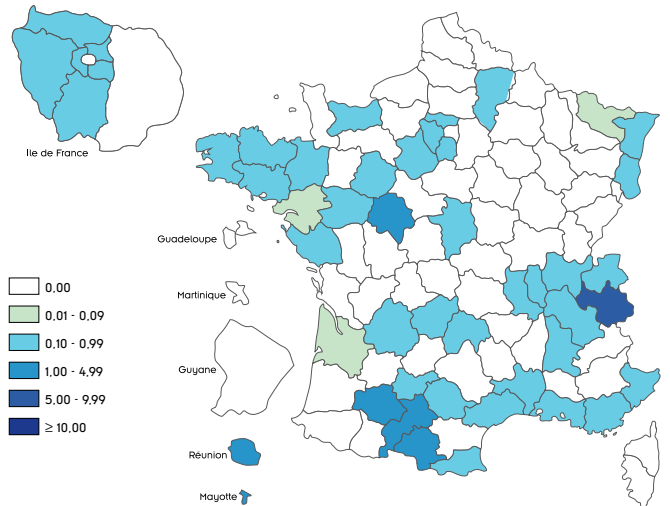 Ile de France
Guadeloupe
Martinique
Guyane
Réunion
Mayotte
0,00
0,01 - 0,09
0,10 - 0,99
1,00 - 4,99
5,00 - 9,99
≥ 10,00